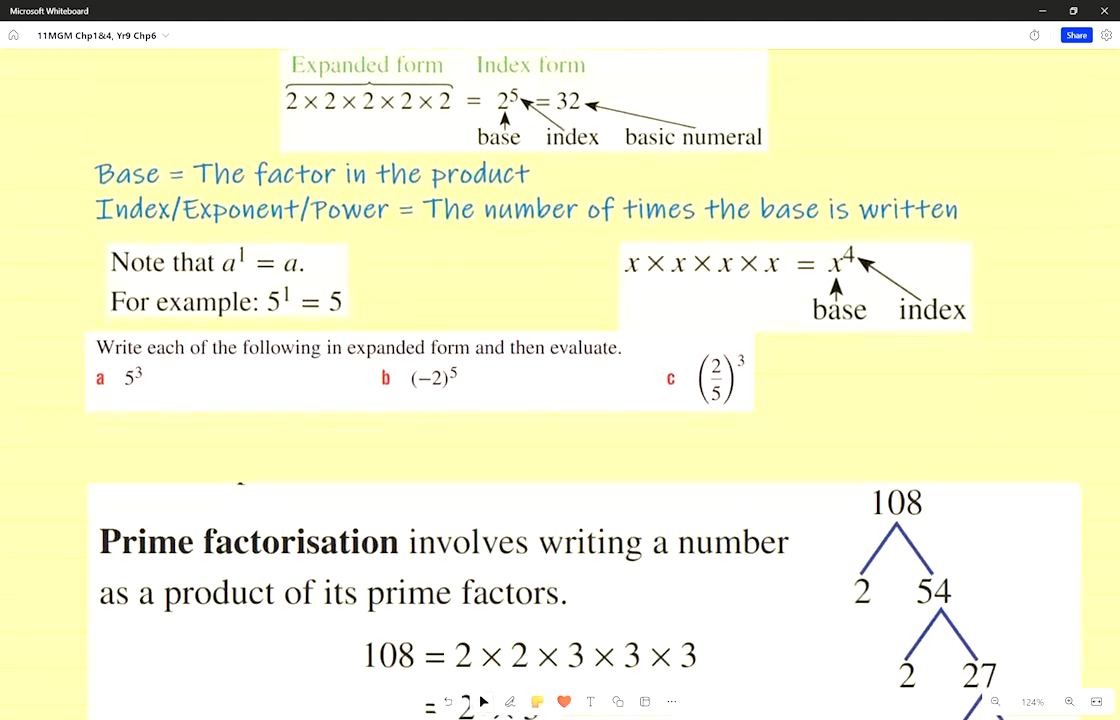 Microsoft Whiteboard
11MGM Chp1&4, Yr9 Chp6
Share
Expanded form Index form
2 × 2 × 2 × 2 × 2 = 2⁵ = 32
base index basic numeral
Base = The factor in the product
Index/Exponent/Power = The number of times the base is written
Note that a¹ = a.
For example: 5¹ = 5
x × x × x × x = x⁴
base index
Write each of the following in expanded form and then evaluate.
a 5³ b (−2)⁵ c (2/5)³
Prime factorisation involves writing a number
as a product of its prime factors.
108 = 2 × 2 × 3 × 3 × 3
108
2 54
2 27
124%